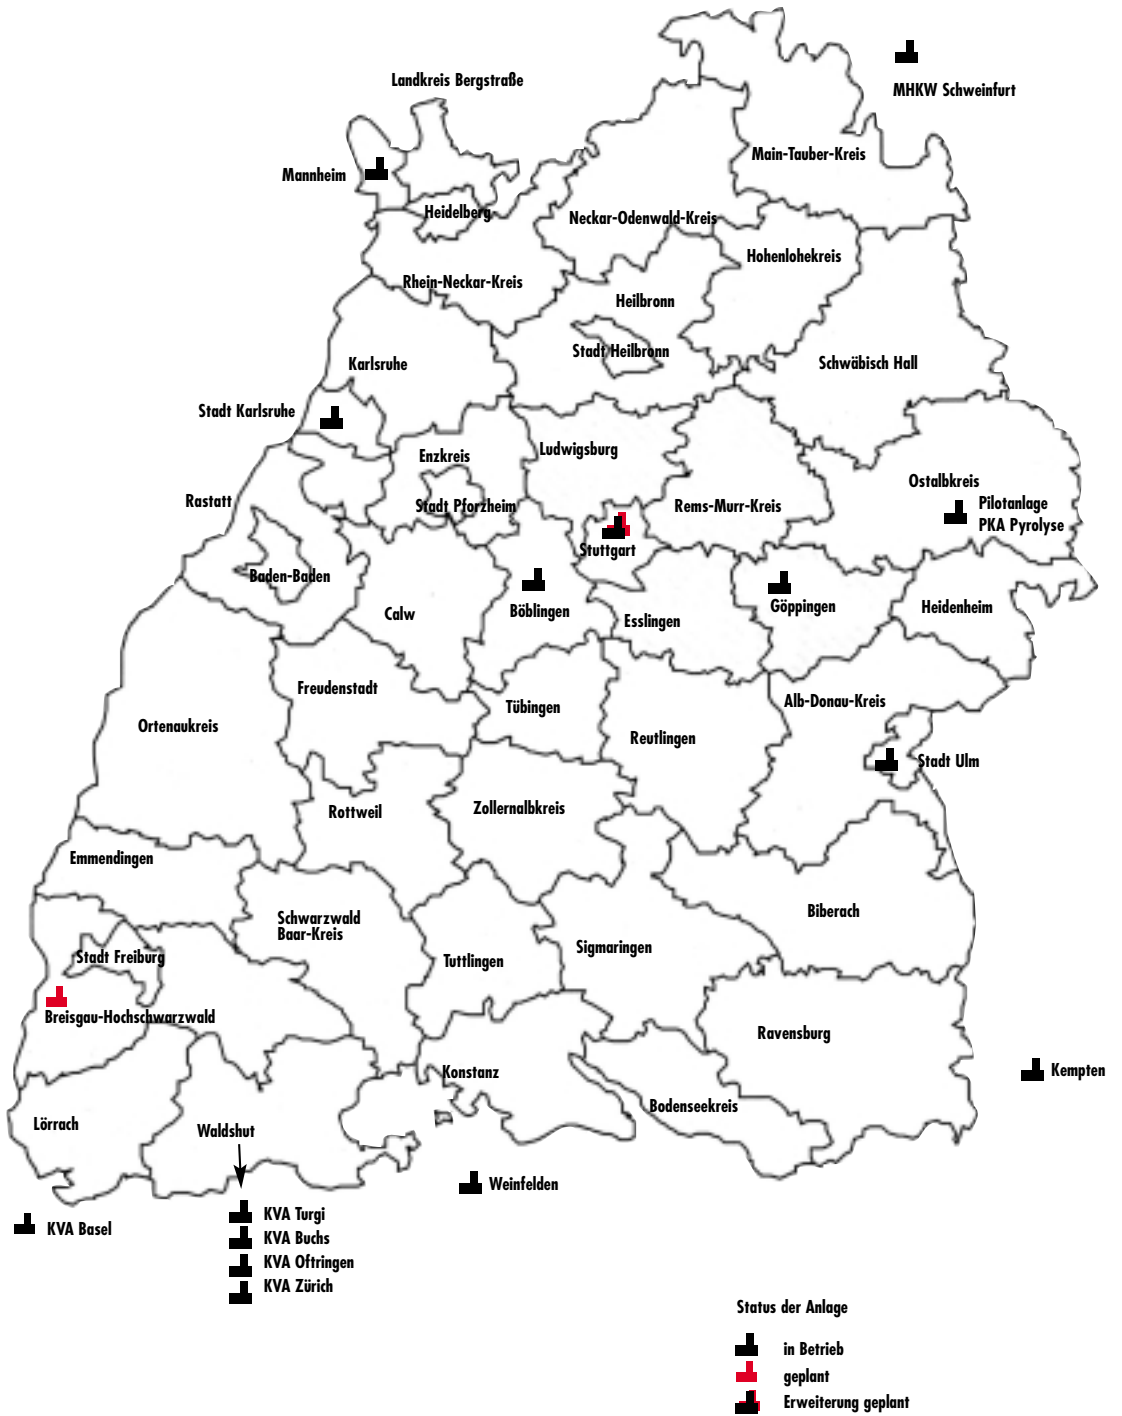 MHKW Schweinfurt
Landkreis Bergstraße
Main-Tauber-Kreis
Mannheim
Heidelberg
Neckar-Odenwald-Kreis
Hohenlohekreis
Rhein-Neckar-Kreis
Heilbronn
Stadt Heilbronn
Karlsruhe
Schwäbisch Hall
Stadt Karlsruhe
Ludwigsburg
Enzkreis
Ostalbkreis
Rastatt
Stadt Pforzheim
Rems-Murr-Kreis
Pilotanlage
PKA Pyrolyse
Stuttgart
Baden-Baden
Calw
Böblingen
Esslingen
Göppingen
Heidenheim
Freudenstadt
Tübingen
Alb-Donau-Kreis
Ortenaukreis
Reutlingen
Stadt Ulm
Rottweil
Zollernalbkreis
Emmendingen
Schwarzwald
Baar-Kreis
Biberach
Stadt Freiburg
Tuttlingen
Sigmaringen
Breisgau-Hochschwarzwald
Ravensburg
Konstanz
Kempten
Bodenseekreis
Lörrach
Waldshut
Weinfelden
KVA Basel
KVA Turgi
KVA Buchs
KVA Oftringen
KVA Zürich
Status der Anlage
in Betrieb
geplant
Erweiterung geplant